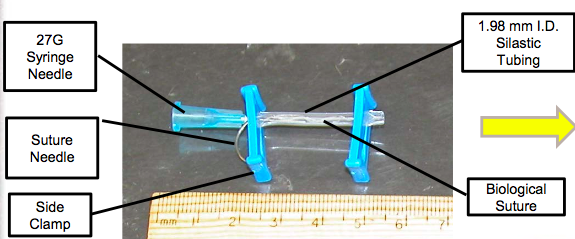 27G
Syringe
Needle
1.98 mm I.D.
Silastic
Tubing
Suture
Needle
Side
Clamp
Biological
Suture
mm 1 2 3 4 5 6 7